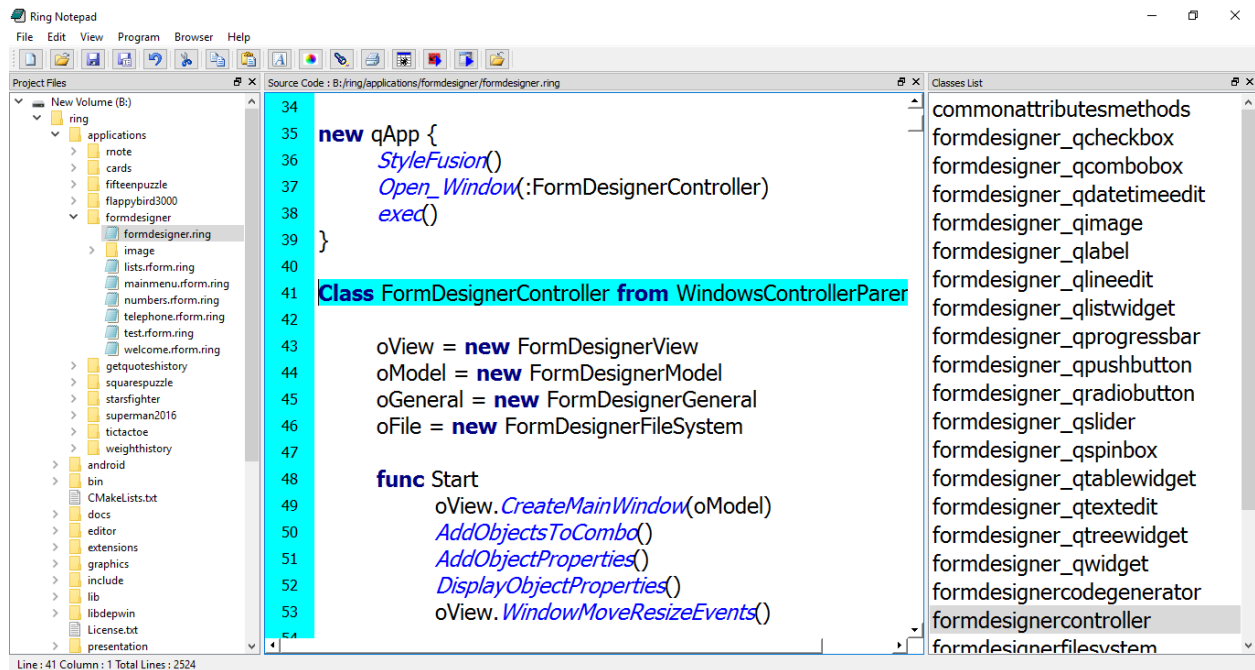 Ring Notepad
File Edit View Program Browser Help
Project Files
New Volume (B:)
ring
applications
rnote
cards
fifteenpuzzle
flappybird3000
formdesigner
formdesigner.ring
image
lists.rform.ring
mainmenu.rform.ring
numbers.rform.ring
telephone.rform.ring
test.rform.ring
welcome.rform.ring
getquoteshistory
squarespuzzle
starsfighter
superman2016
tictactoe
weighthistory
android
bin
CMakeLists.txt
docs
editor
extensions
graphics
include
lib
libdepwin
License.txt
presentation
Source Code : B:/ring/applications/formdesigner/formdesigner.ring
34
35 new qApp {
36 StyleFusion()
37 Open_Window(:FormDesignerController)
38 exec()
39 }
40
41 Class FormDesignerController from WindowsControllerParer
42
43 oView = new FormDesignerView
44 oModel = new FormDesignerModel
45 oGeneral = new FormDesignerGeneral
46 oFile = new FormDesignerFileSystem
47
48 func Start
49 oView.CreateMainWindow(oModel)
50 AddObjectsToCombo()
51 AddObjectProperties()
52 DisplayObjectProperties()
53 oView.WindowMoveResizeEvents()
54
Classes List
commonattributesmethods
formdesigner_qcheckbox
formdesigner_qcombobox
formdesigner_qdatetimeedit
formdesigner_qimage
formdesigner_qlabel
formdesigner_qlineedit
formdesigner_qlistwidget
formdesigner_qprogressbar
formdesigner_qpushbutton
formdesigner_qradiobutton
formdesigner_qslider
formdesigner_qspinbox
formdesigner_qtablewidget
formdesigner_qtextedit
formdesigner_qtreewidget
formdesigner_qwidget
formdesignercodegenerator
formdesignercontroller
formdesignerfilesystem
Line : 41 Column : 1 Total Lines : 2524